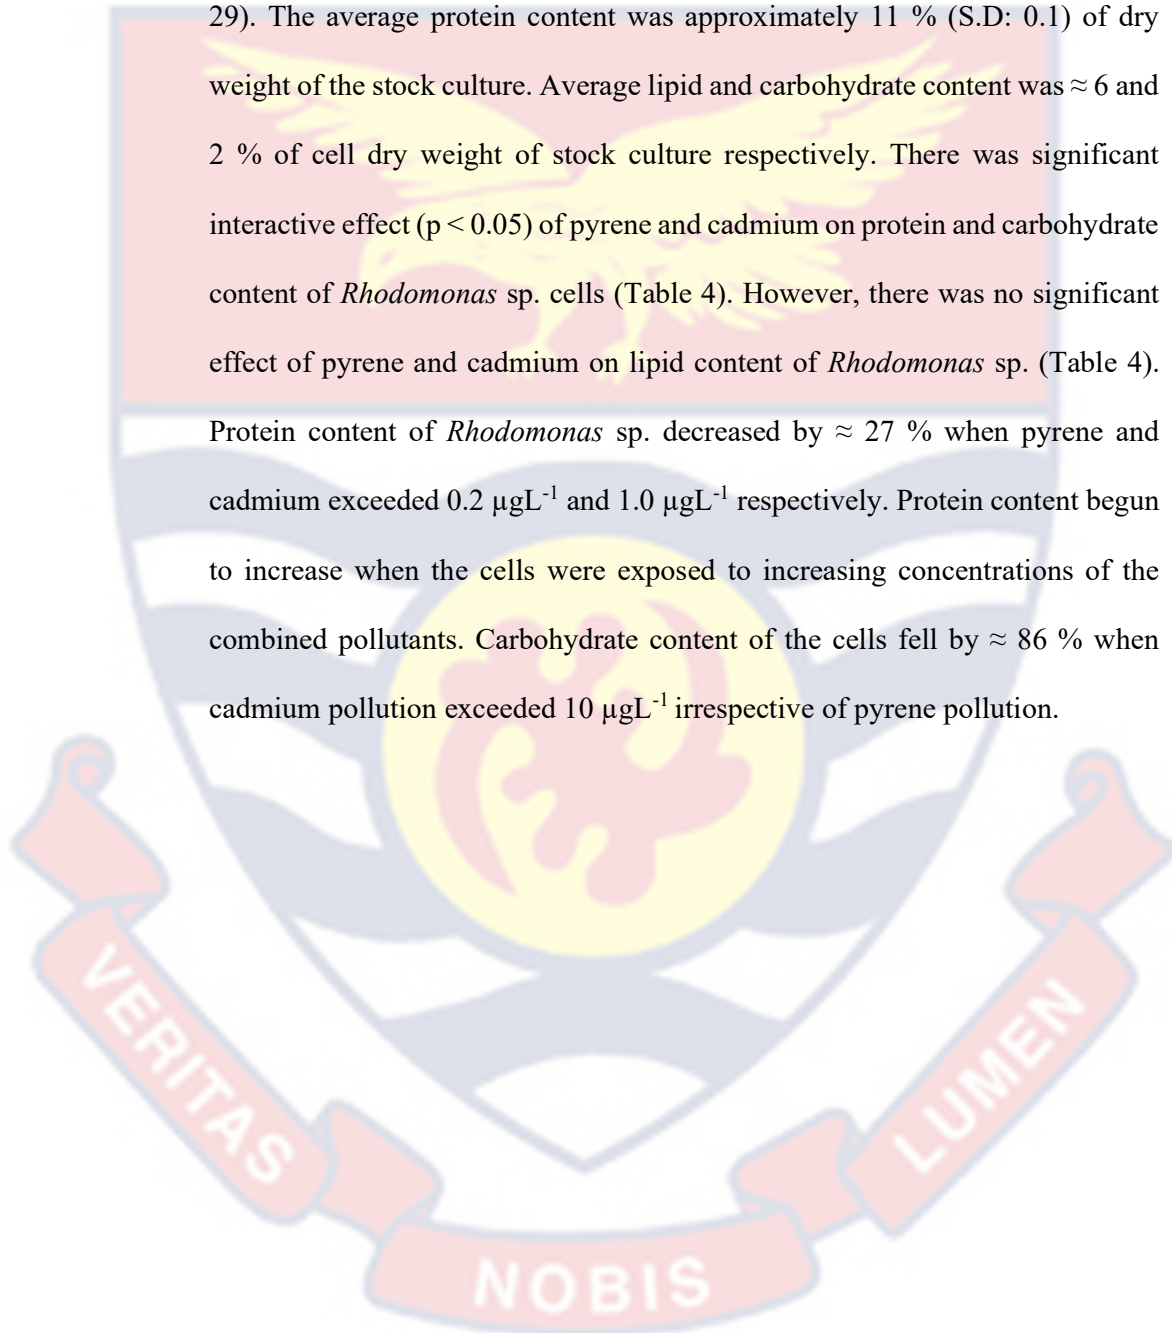 29). The average protein content was approximately 11 % (S.D: 0.1) of dry
weight of the stock culture. Average lipid and carbohydrate content was ≈ 6 and
2 % of cell dry weight of stock culture respectively. There was significant
interactive effect (p < 0.05) of pyrene and cadmium on protein and carbohydrate
content of Rhodomonas sp. cells (Table 4). However, there was no significant
effect of pyrene and cadmium on lipid content of Rhodomonas sp. (Table 4).
Protein content of Rhodomonas sp. decreased by ≈ 27 % when pyrene and
cadmium exceeded 0.2 µgL-1 and 1.0 µgL-1 respectively. Protein content begun
to increase when the cells were exposed to increasing concentrations of the
combined pollutants. Carbohydrate content of the cells fell by ≈ 86 % when
cadmium pollution exceeded 10 µgL-1 irrespective of pyrene pollution.
VERITAS
NOBIS
LUMEN